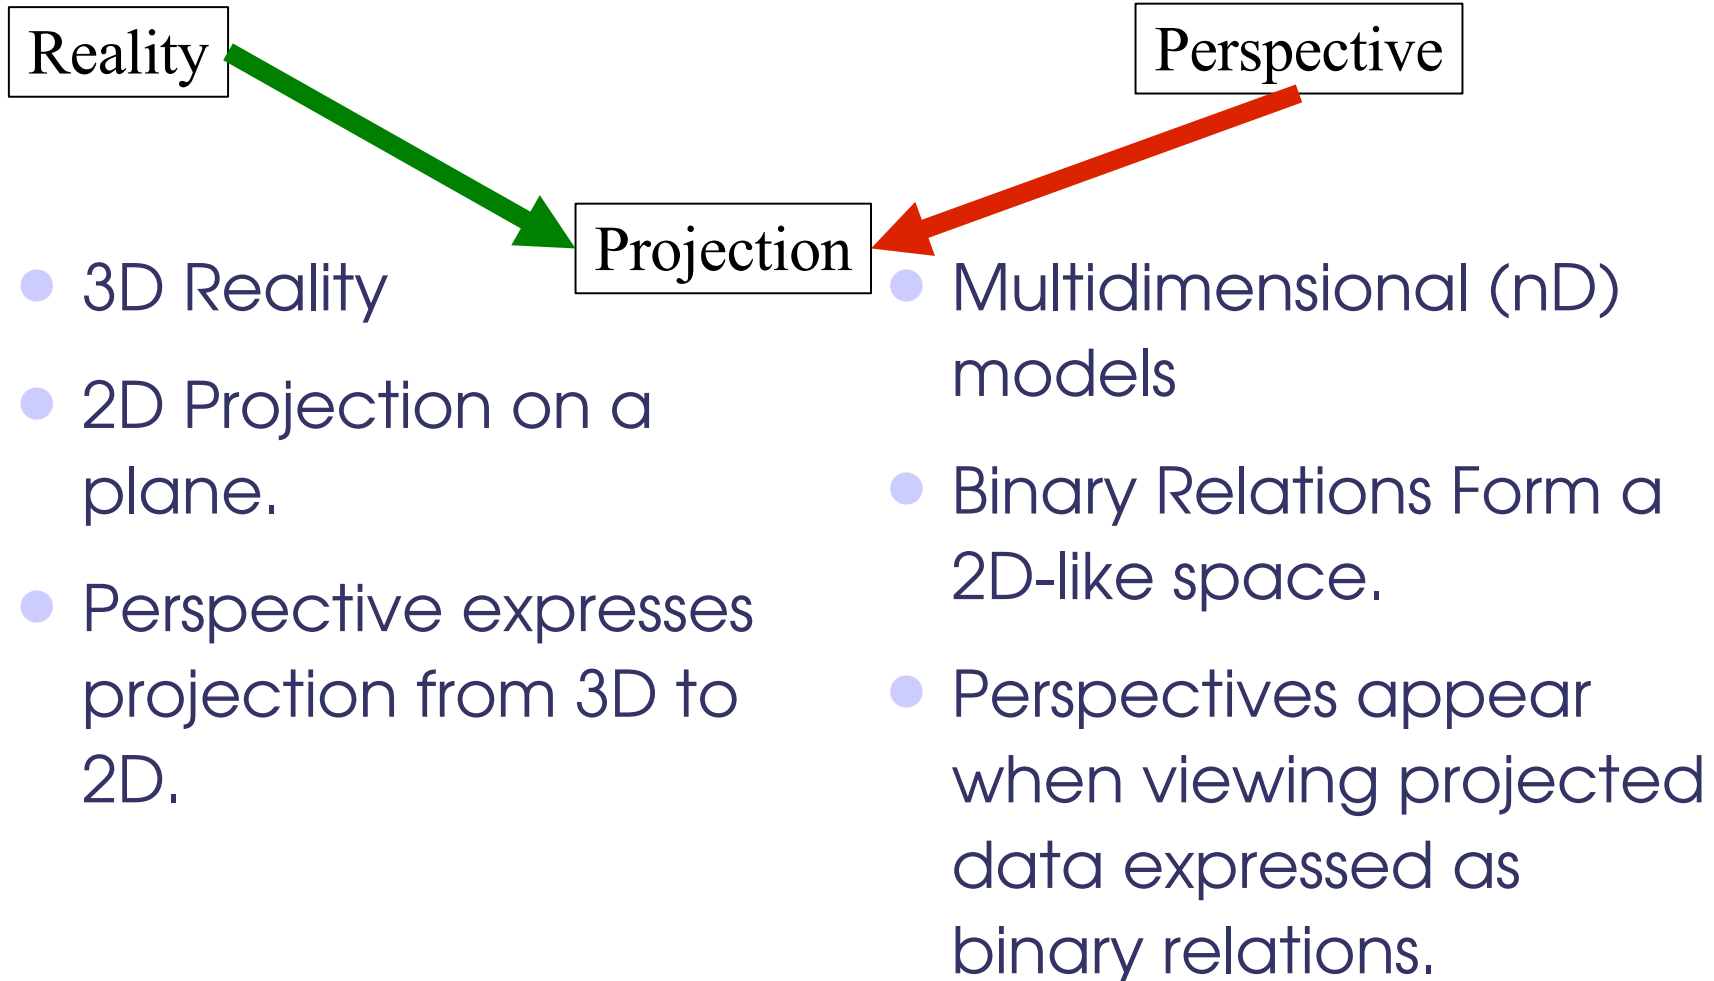 Reality
Perspective
Projection
3D Reality
2D Projection on a
plane.
Perspective expresses
projection from 3D to
2D.
Multidimensional (nD)
models
Binary Relations Form a
2D-like space.
Perspectives appear
when viewing projected
data expressed as
binary relations.